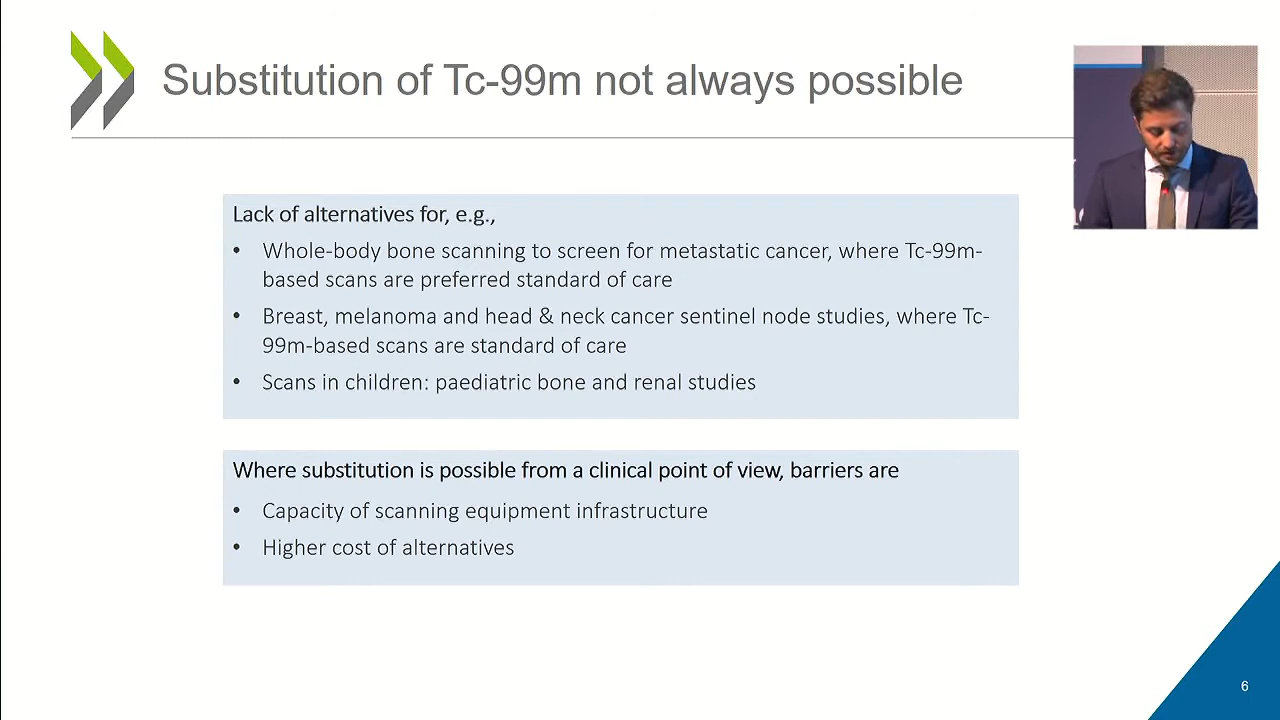 Substitution of Tc-99m not always possible
Lack of alternatives for, e.g.,
• Whole-body bone scanning to screen for metastatic cancer, where Tc-99m-
based scans are preferred standard of care
• Breast, melanoma and head & neck cancer sentinel node studies, where Tc-
99m-based scans are standard of care
• Scans in children: paediatric bone and renal studies
Where substitution is possible from a clinical point of view, barriers are
• Capacity of scanning equipment infrastructure
• Higher cost of alternatives
6